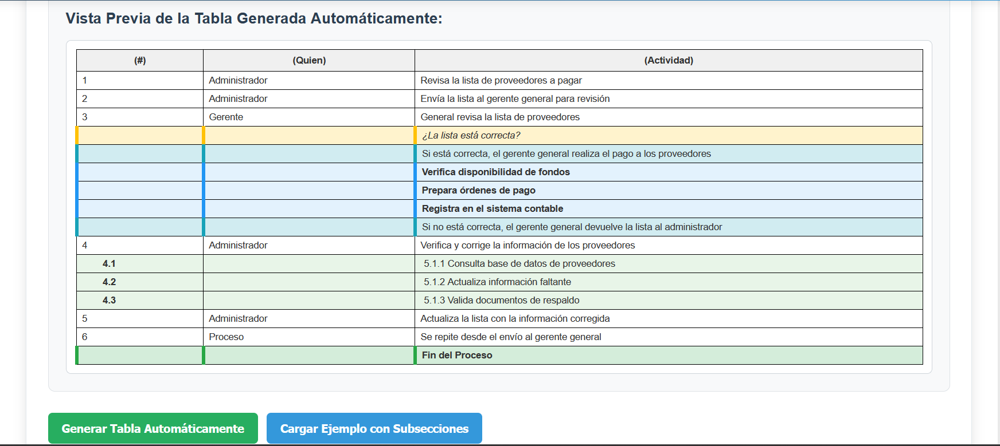 Vista Previa de la Tabla Generada Automáticamente:
(#) (Quien) (Actividad)
1 Administrador Revisa la lista de proveedores a pagar
2 Administrador Envía la lista al gerente general para revisión
3 Gerente General revisa la lista de proveedores
¿La lista está correcta?
Si está correcta, el gerente general realiza el pago a los proveedores
Verifica disponibilidad de fondos
Prepara órdenes de pago
Registra en el sistema contable
Si no está correcta, el gerente general devuelve la lista al administrador
4 Administrador Verifica y corrige la información de los proveedores
4.1 5.1.1 Consulta base de datos de proveedores
4.2 5.1.2 Actualiza información faltante
4.3 5.1.3 Valida documentos de respaldo
5 Administrador Actualiza la lista con la información corregida
6 Proceso Se repite desde el envío al gerente general
Fin del Proceso
Generar Tabla Automáticamente Cargar Ejemplo con Subsecciones